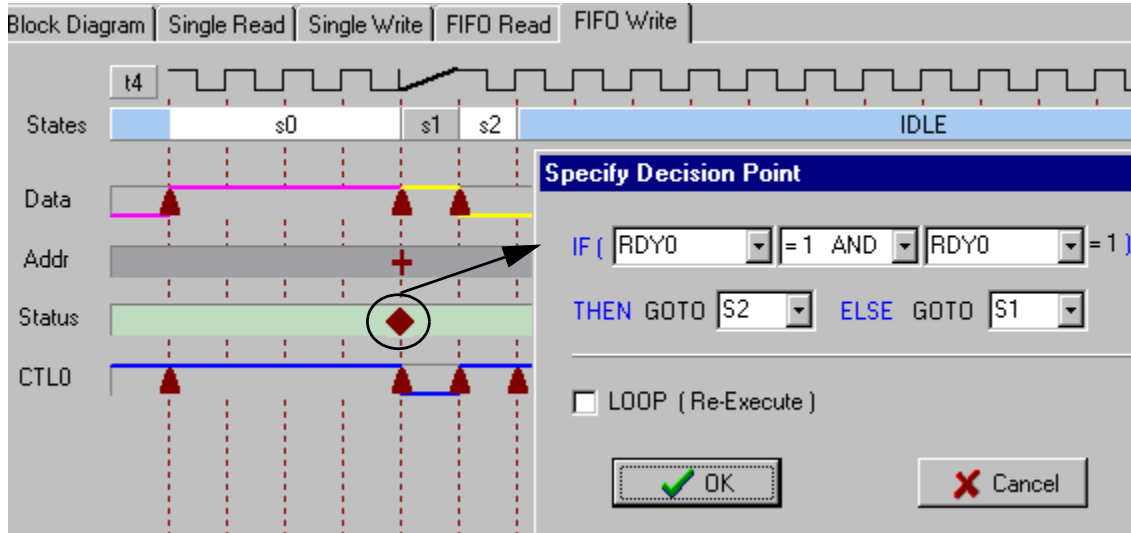 Block Diagram Single Read Single Write FIFO Read FIFO Write
t4
States s0 s1 s2 IDLE
Specify Decision Point
Data
IF ( RDY0 = 1 AND RDY0 = 1 )
Addr
THEN GOTO S2 ELSE GOTO S1
Status
CTL0
LOOP ( Re-Execute )
OK Cancel